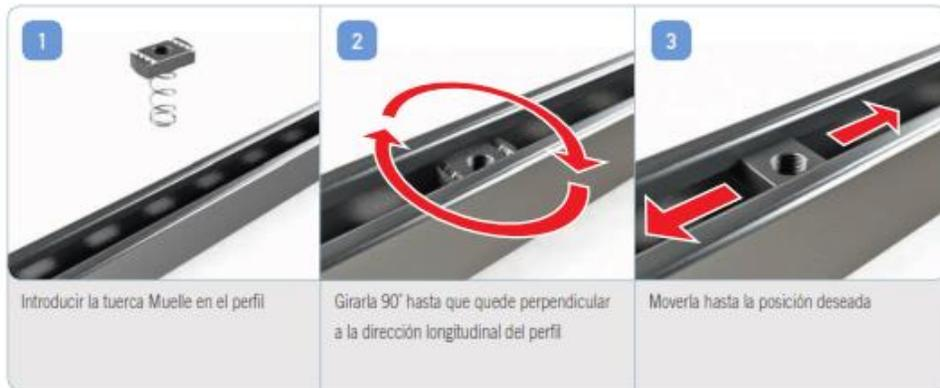 1
2
3
Introducir la tuerca Muelle en el perfil
Girarla 90° hasta que quede perpendicular
a la dirección longitudinal del perfil
Moverla hasta la posición deseada